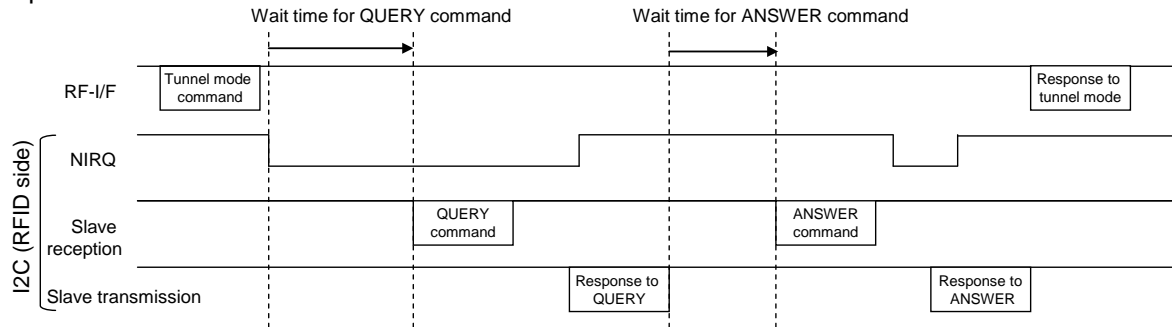 Wait time for QUERY command
Wait time for ANSWER command
RF-I/F
Tunnel mode
command
Response to
tunnel mode
I2C (RFID side)
NIRQ
Slave
reception
QUERY
command
ANSWER
command
Slave transmission
Response to
QUERY
Response to
ANSWER